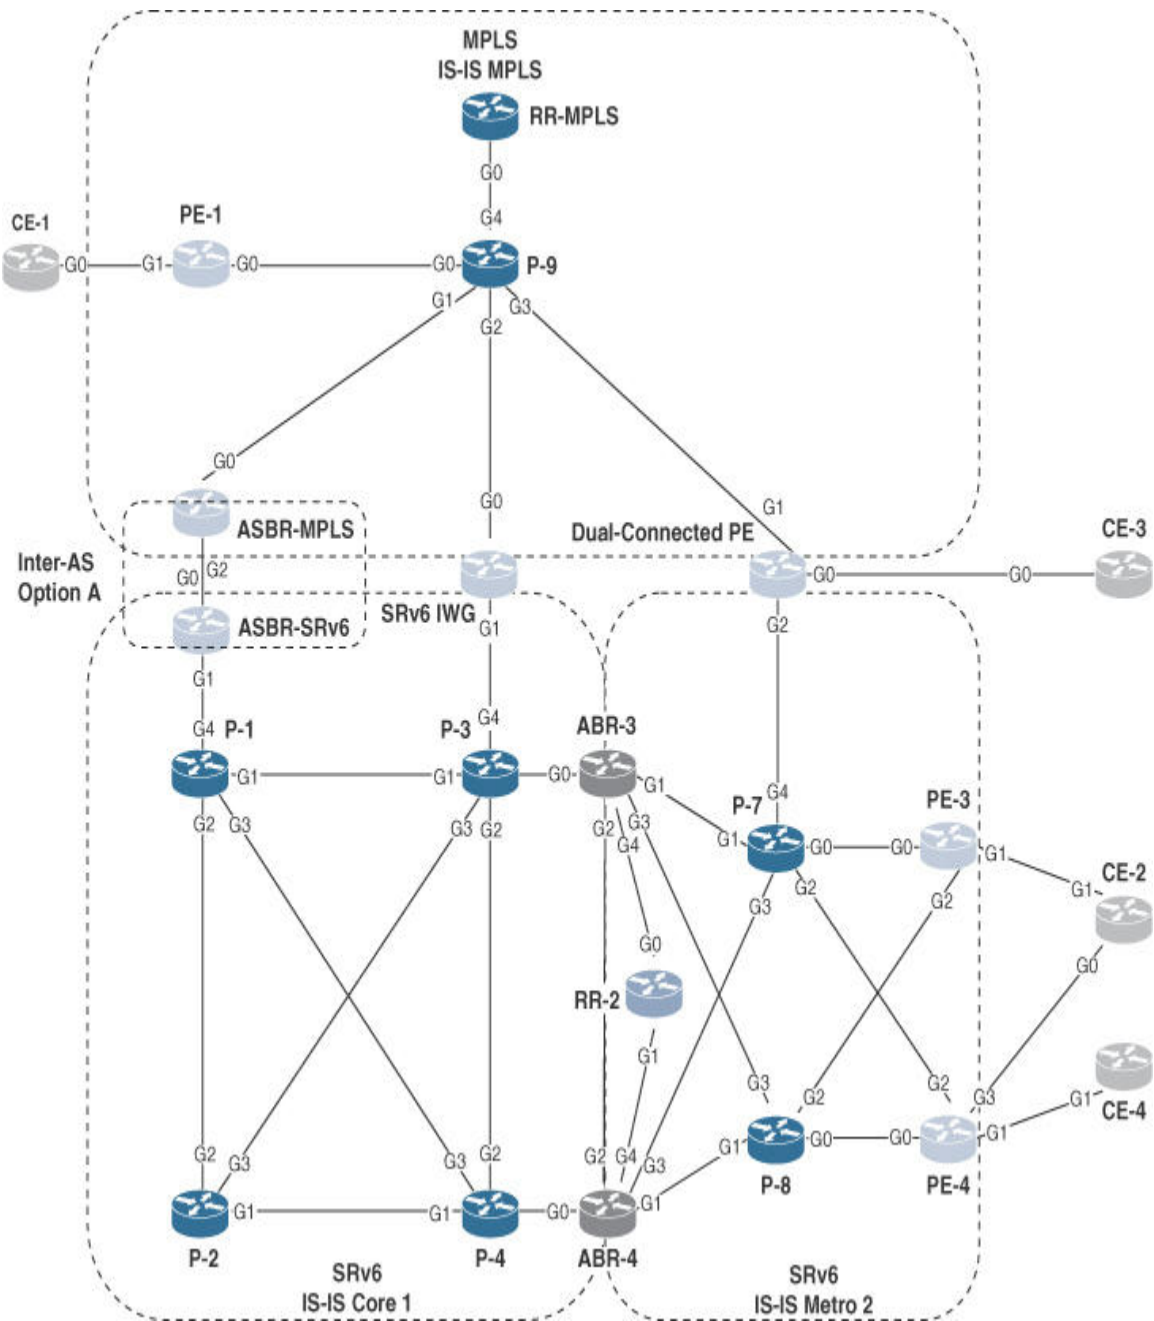 MPLS
IS-IS MPLS
RR-MPLS
G0
G4
CE-1
PE-1
G0
G1
G0
G0
P-9
G1
G2
G3
G0
G0
G1
ASBR-MPLS
Dual-Connected PE
CE-3
Inter-AS
Option A
G0
G2
G0
G0
ASBR-SRv6
SRv6 IWG
G1
G2
G1
G4
P-1
G4
P-3
ABR-3
G1
G1
G0
G1
G4
P-7
PE-3
G2
G3
G3
G2
G2
G3
G4
G1
G0
G0
G1
CE-2
G1
G2
G2
G3
G0
G0
RR-2
G1
G3
G2
G2
G3
CE-4
G1
G2
G3
G3
G2
G2
G4
G3
G1
G0
G0
G1
P-8
PE-4
G1
G1
G0
G1
P-2
P-4
ABR-4
SRv6
IS-IS Core 1
SRv6
IS-IS Metro 2